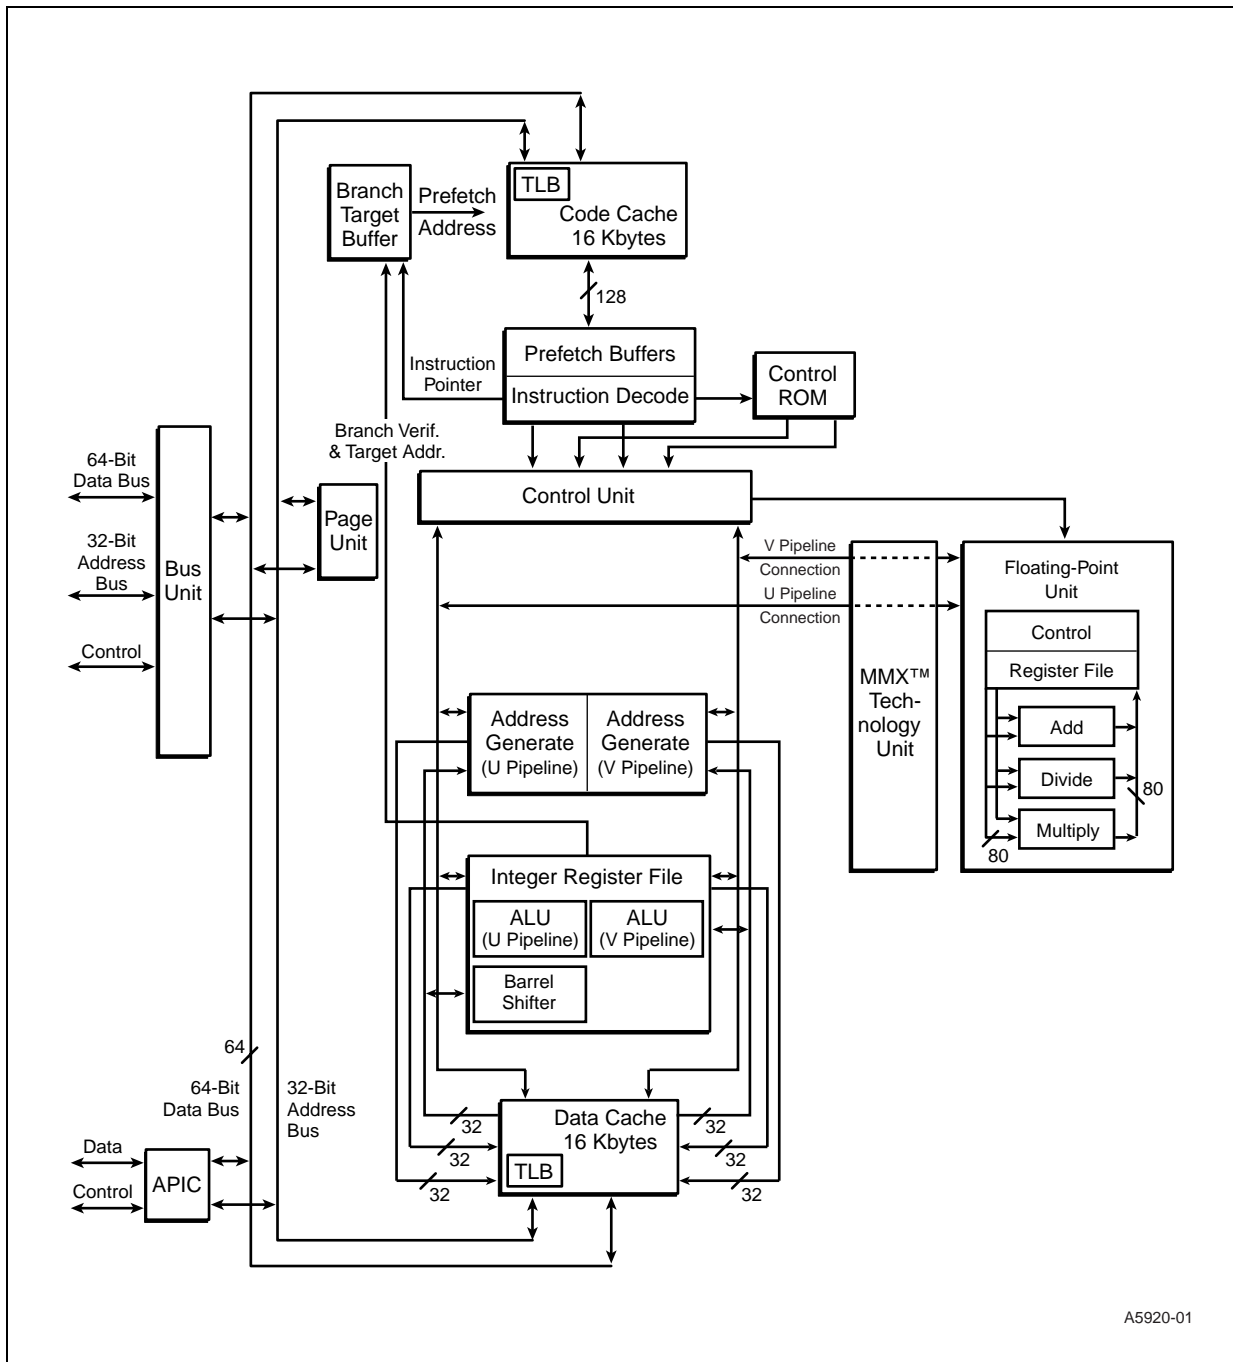 TLB
Code Cache
16 Kbytes
Branch
Target
Buffer
Prefetch
Address
128
Prefetch Buffers
Instruction Decode
Instruction
Pointer
Control
ROM
Branch Verif.
& Target Addr.
Control Unit
64-Bit
Data Bus
32-Bit
Address
Bus
Control
Bus
Unit
Page
Unit
V Pipeline
Connection
U Pipeline
Connection
MMX™
Tech-
nology
Unit
Floating-Point
Unit
Control
Register File
Add
Divide
Multiply
80
80
Address
Generate
(U Pipeline)
Address
Generate
(V Pipeline)
Integer Register File
ALU
(U Pipeline)
ALU
(V Pipeline)
Barrel
Shifter
64
64-Bit
Data Bus
32-Bit
Address
Bus
Data Cache
16 Kbytes
TLB
32
32
32
32
32
32
Data
Control
APIC
A5920-01